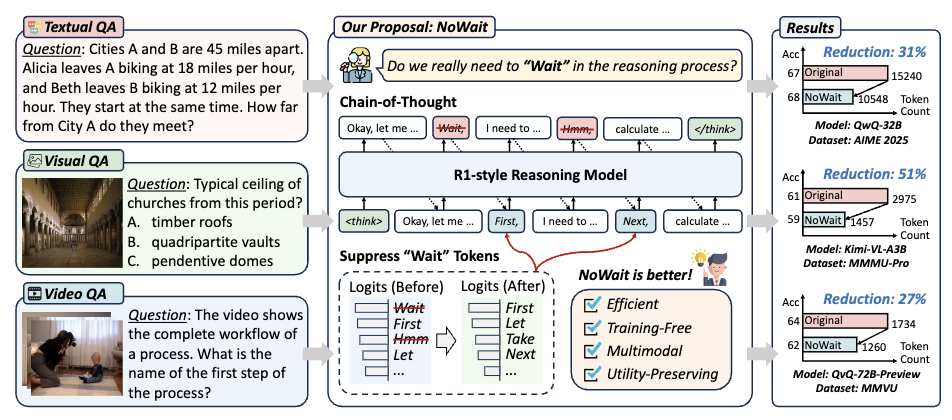 Textual QA
Question: Cities A and B are 45 miles apart.
Alicia leaves A biking at 18 miles per hour,
and Beth leaves B biking at 12 miles per
hour. They start at the same time. How far
from City A do they meet?
Visual QA
Question: Typical ceiling of
churches from this period?
A. timber roofs
B. quadripartite vaults
C. pendentive domes
Video QA
Question: The video shows
the complete workflow of
a process. What is the
name of the first step of
the process?
Our Proposal: NoWait
Do we really need to “Wait” in the reasoning process?
Chain-of-Thought
Okay, let me ... Wait, I need to ... Hmm, calculate ... </think>
R1-style Reasoning Model
<think> Okay, let me ... First, I need to ... Next, calculate ...
Suppress “Wait” Tokens
Logits (Before)
Wait
First
Hmm
Let
...
Logits (After)
First
Let
Take
Next
...
NoWait is better!
Efficient
Training-Free
Multimodal
Utility-Preserving
Results
Acc Reduction: 31%
67 Original 15240
68 NoWait 10548 Token
Count
Model: QwQ-32B
Dataset: AIME 2025
Acc Reduction: 51%
61 Original 2975
59 NoWait 1457 Token
Count
Model: Kimi-VL-A3B
Dataset: MMMU-Pro
Acc Reduction: 27%
64 Original 1734
62 NoWait 1260 Token
Count
Model: QvQ-72B-Preview
Dataset: MMVU